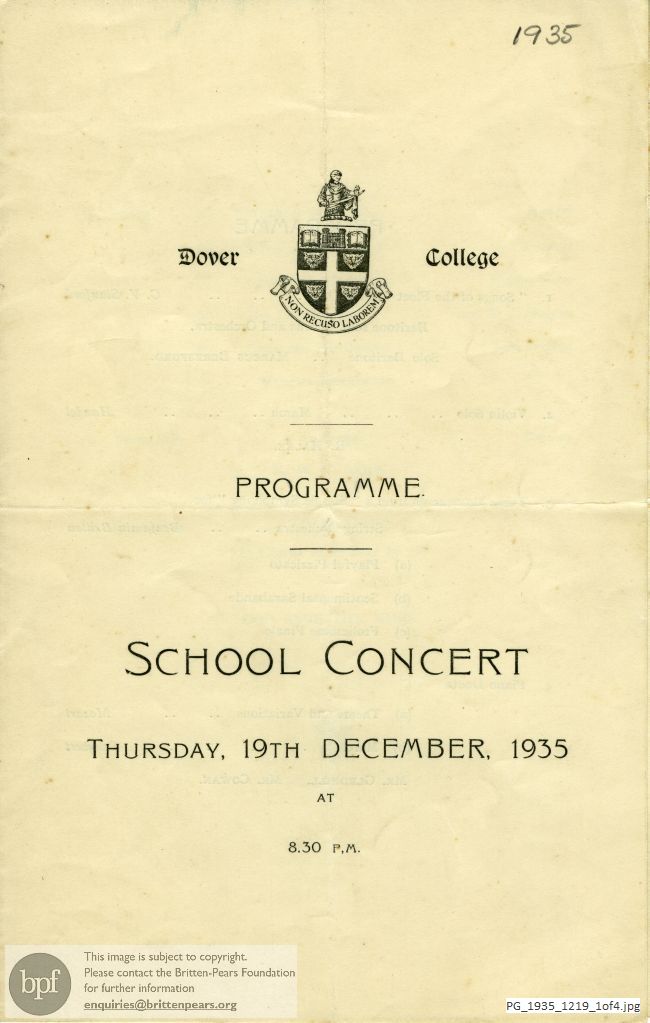 1935
Dover College
NON RECUSO LABOREM
PROGRAMME.
SCHOOL CONCERT
THURSDAY, 19TH DECEMBER, 1935
AT
8.30 P,M.
bpf
This image is subject to copyright.
Please contact the Britten-Pears Foundation
for further information
enquiries@brittenpears.org
PG_1935_1219_1of4.jpg